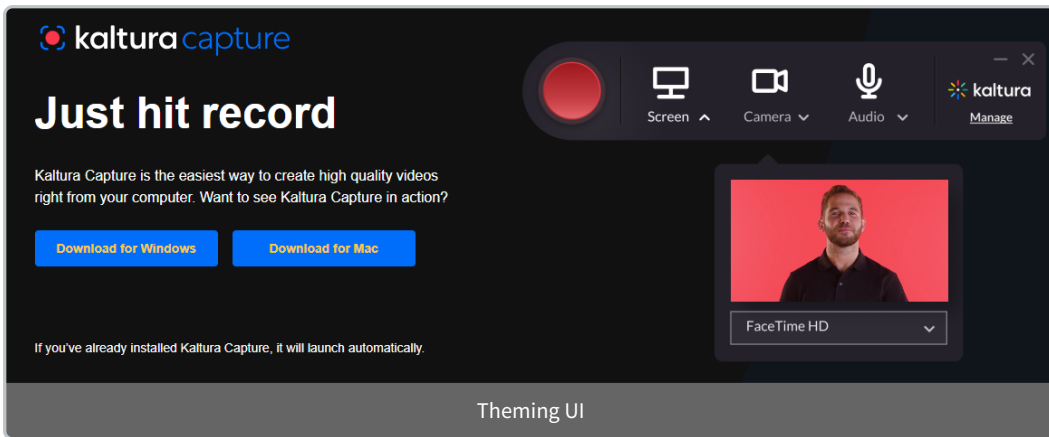 kaltura capture
Just hit record
Kaltura Capture is the easiest way to create high quality videos
right from your computer. Want to see Kaltura Capture in action?
Download for Windows
Download for Mac
If you've already installed Kaltura Capture, it will launch automatically.
Screen
Camera
Audio
kaltura
Manage
FaceTime HD
Theming UI